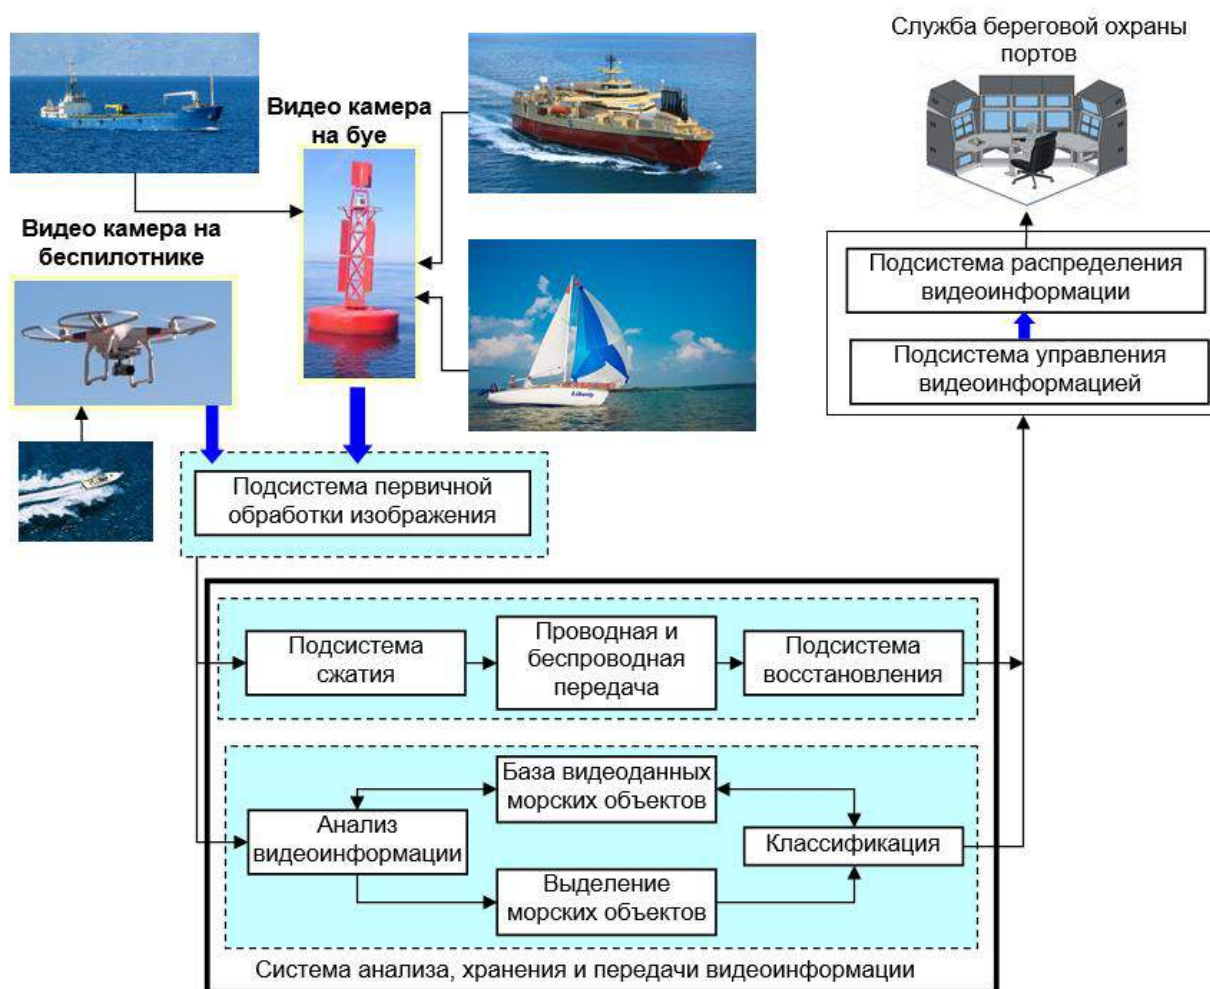 Служба береговой охраны
портов
Видео камера
на буе
Видео камера на
беспилотнике
Подсистема распределения
видеоинформации
Подсистема управления
видеоинформацией
Liberty
Подсистема первичной
обработки изображения
Подсистема
сжатия
Проводная и
беспроводная
передача
Подсистема
восстановления
База видеоданных
морских объектов
Анализ
видеоинформации
Классификация
Выделение
морских объектов
Система анализа, хранения и передачи видеоинформации